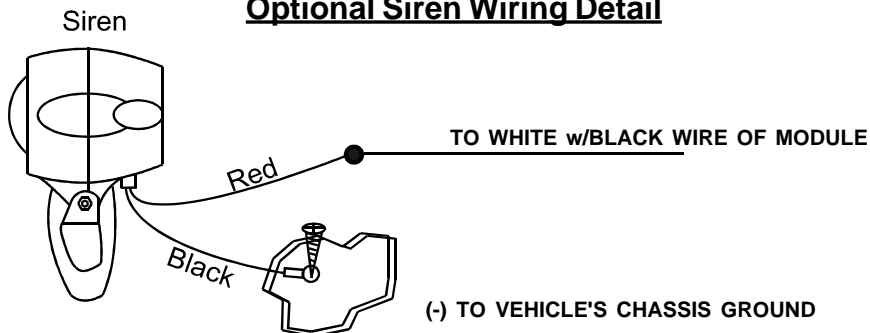 Optional Siren Wiring Detail
Siren
TO WHITE w/BLACK WIRE OF MODULE
Red
Black
(-) TO VEHICLE'S CHASSIS GROUND